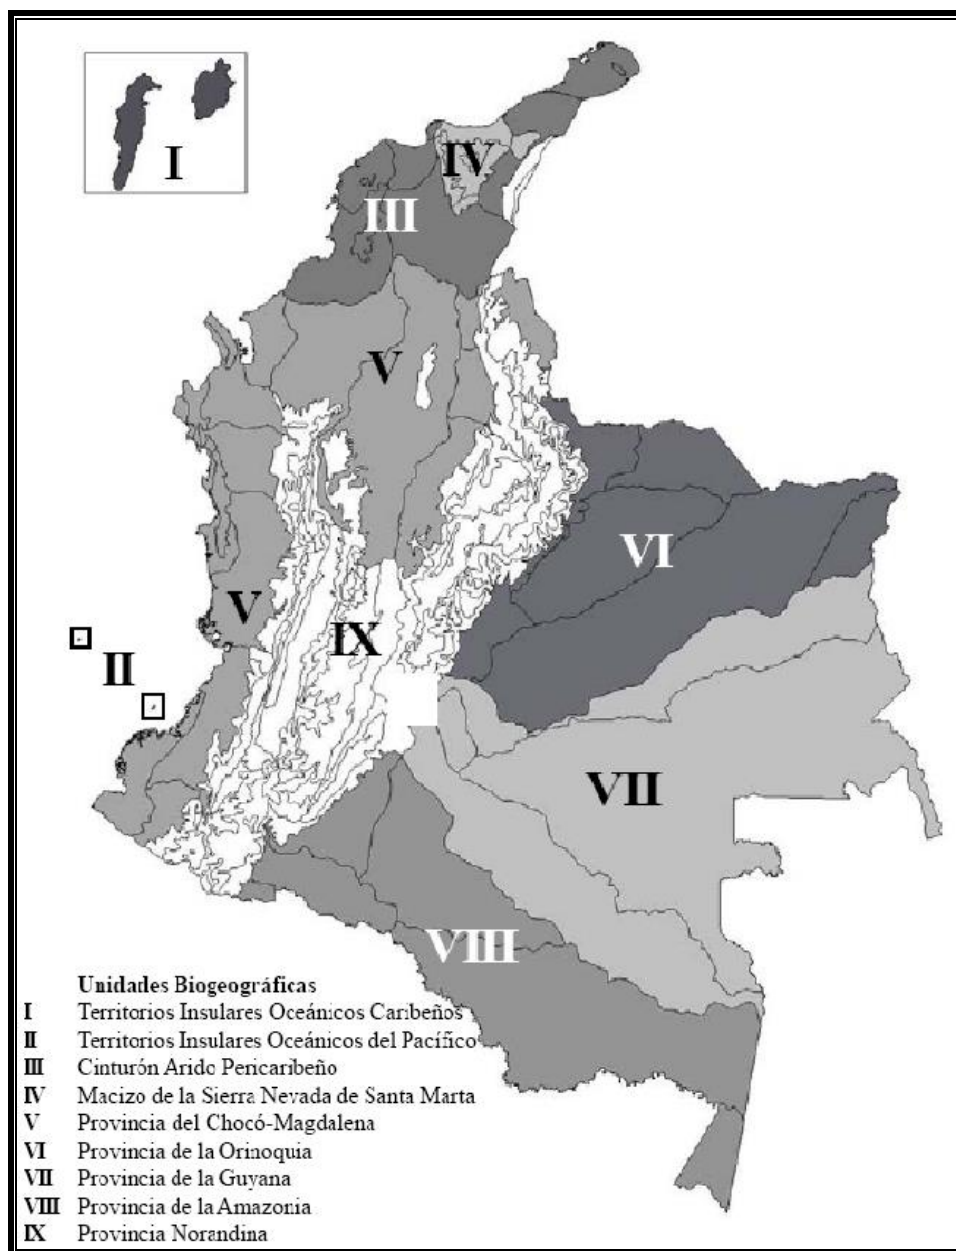 I
IV
III
V
VI
V
IX
II
VII
VIII
Unidades Biogeográficas
I Territorios Insulares Oceánicos Caribeños
II Territorios Insulares Oceánicos del Pacífico
III Cinturón Arido Pericaribeño
IV Macizo de la Sierra Nevada de Santa Marta
V Provincia del Chocó-Magdalena
VI Provincia de la Orinoquia
VII Provincia de la Guyana
VIII Provincia de la Amazonia
IX Provincia Norandina